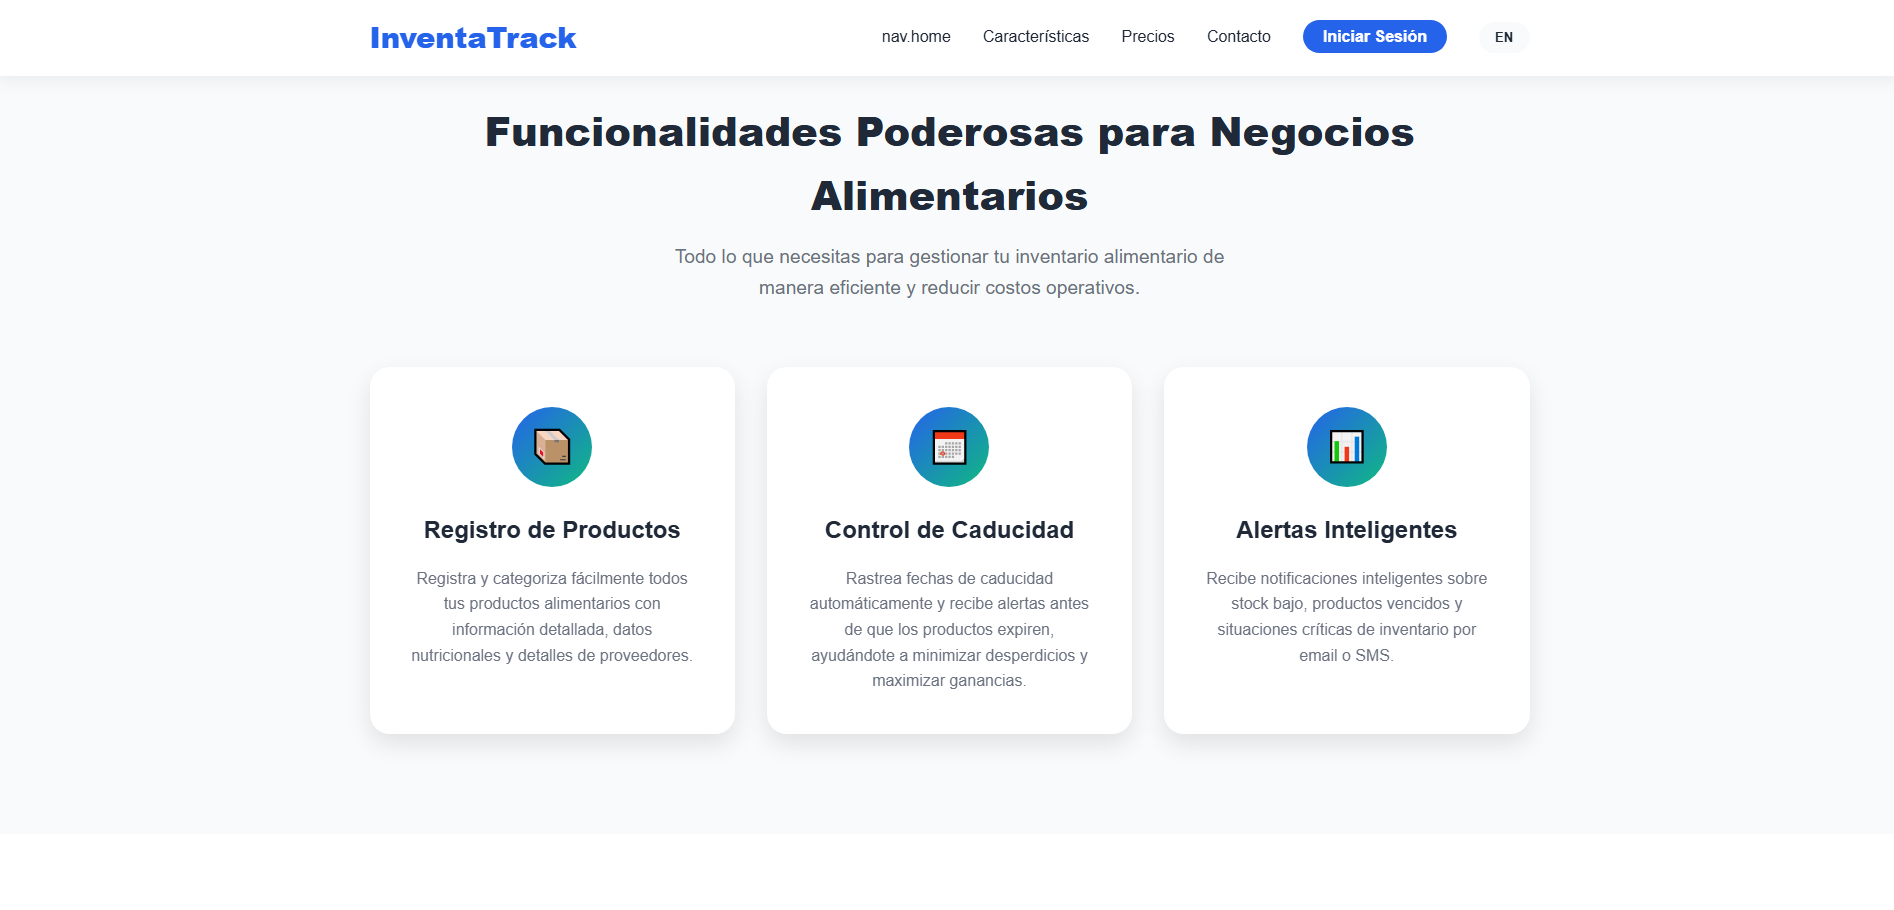 InventaTrack
nav.home
Características
Precios
Contacto
Iniciar Sesión
EN
Funcionalidades Poderosas para Negocios
Alimentarios
Todo lo que necesitas para gestionar tu inventario alimentario de
manera eficiente y reducir costos operativos.
Registro de Productos
Registra y categoriza fácilmente todos
tus productos alimentarios con
información detallada, datos
nutricionales y detalles de proveedores.
Control de Caducidad
Rastrea fechas de caducidad
automáticamente y recibe alertas antes
de que los productos expiren,
ayudándote a minimizar desperdicios y
maximizar ganancias.
Alertas Inteligentes
Recibe notificaciones inteligentes sobre
stock bajo, productos vencidos y
situaciones críticas de inventario por
email o SMS.